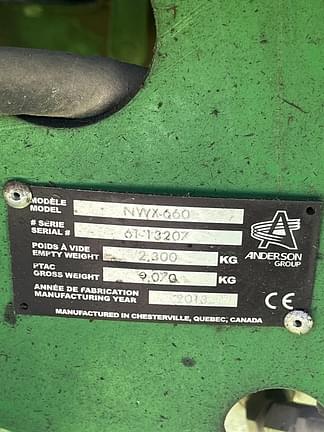 MODÈLE
MODEL NWX-660
# SÉRIE
SERIAL # 61-13207
POIDS À VIDE
EMPTY WEIGHT 2,300 KG
PTAC
GROSS WEIGHT 9,070 KG
ANNÉE DE FABRICATION
MANUFACTURING YEAR 2013
ANDERSON
GROUP
CE
MANUFACTURED IN CHESTERVILLE, QUEBEC, CANADA